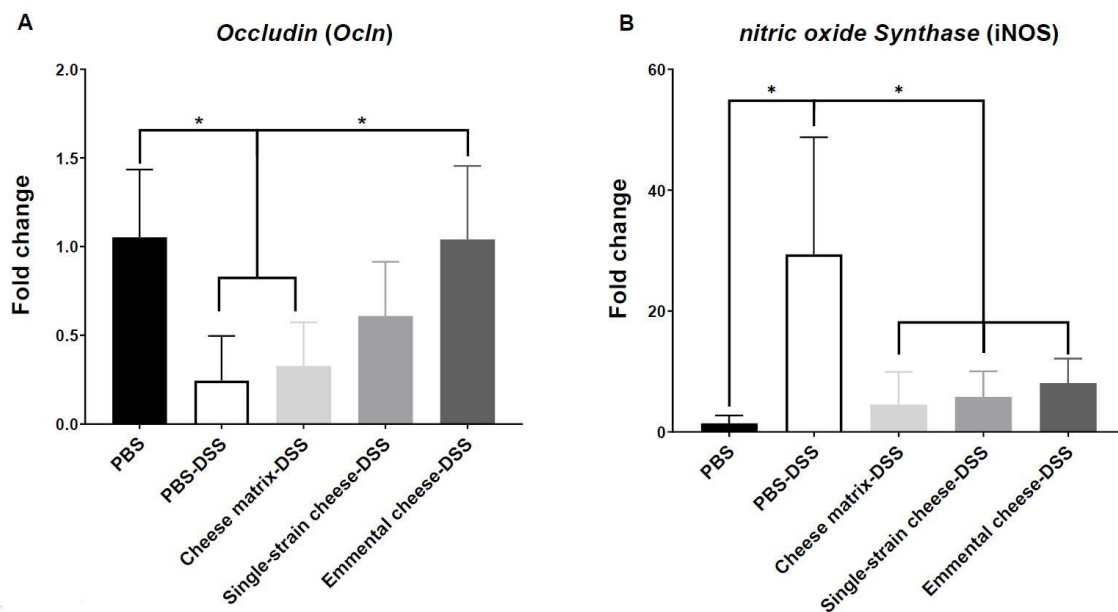 A
Occludin (Ocln)
Fold change
2.0
1.5
1.0
0.5
0.0
*
*
PBS
PBS-DSS
Cheese matrix-DSS
Single-strain cheese-DSS
Emmental cheese-DSS
B
nitric oxide Synthase (iNOS)
Fold change
60
40
20
0
*
*
PBS
PBS-DSS
Cheese matrix-DSS
Single-strain cheese-DSS
Emmental cheese-DSS